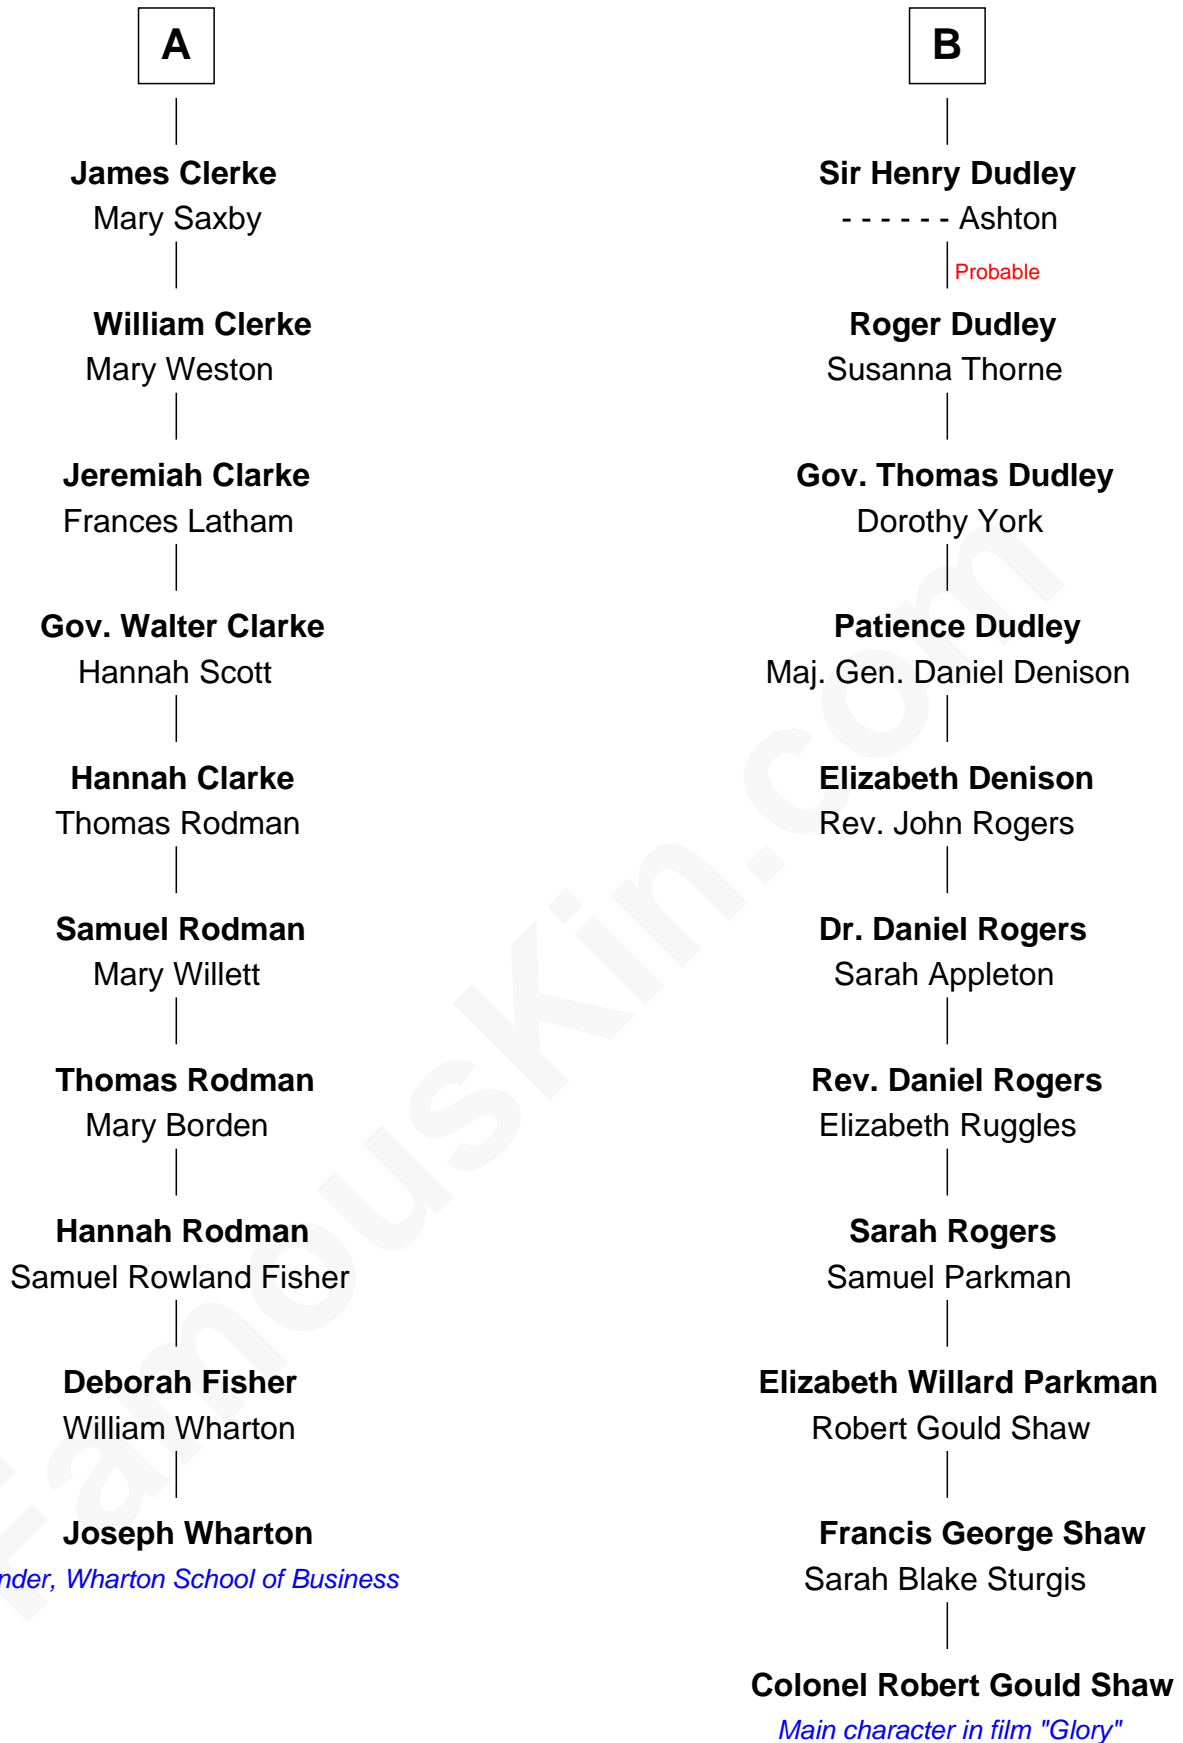 A
James Clerke
Mary Saxby
William Clerke
Mary Weston
Jeremiah Clarke
Frances Latham
Gov. Walter Clarke
Hannah Scott
Hannah Clarke
Thomas Rodman
Samuel Rodman
Mary Willett
Thomas Rodman
Mary Borden
Hannah Rodman
Samuel Rowland Fisher
Deborah Fisher
William Wharton
Joseph Wharton
nder, Wharton School of Business
B
Sir Henry Dudley
- - - - - - Ashton
Probable
Roger Dudley
Susanna Thorne
Gov. Thomas Dudley
Dorothy York
Patience Dudley
Maj. Gen. Daniel Denison
Elizabeth Denison
Rev. John Rogers
Dr. Daniel Rogers
Sarah Appleton
Rev. Daniel Rogers
Elizabeth Ruggles
Sarah Rogers
Samuel Parkman
Elizabeth Willard Parkman
Robert Gould Shaw
Francis George Shaw
Sarah Blake Sturgis
Colonel Robert Gould Shaw
Main character in film "Glory"
FamousKin.com